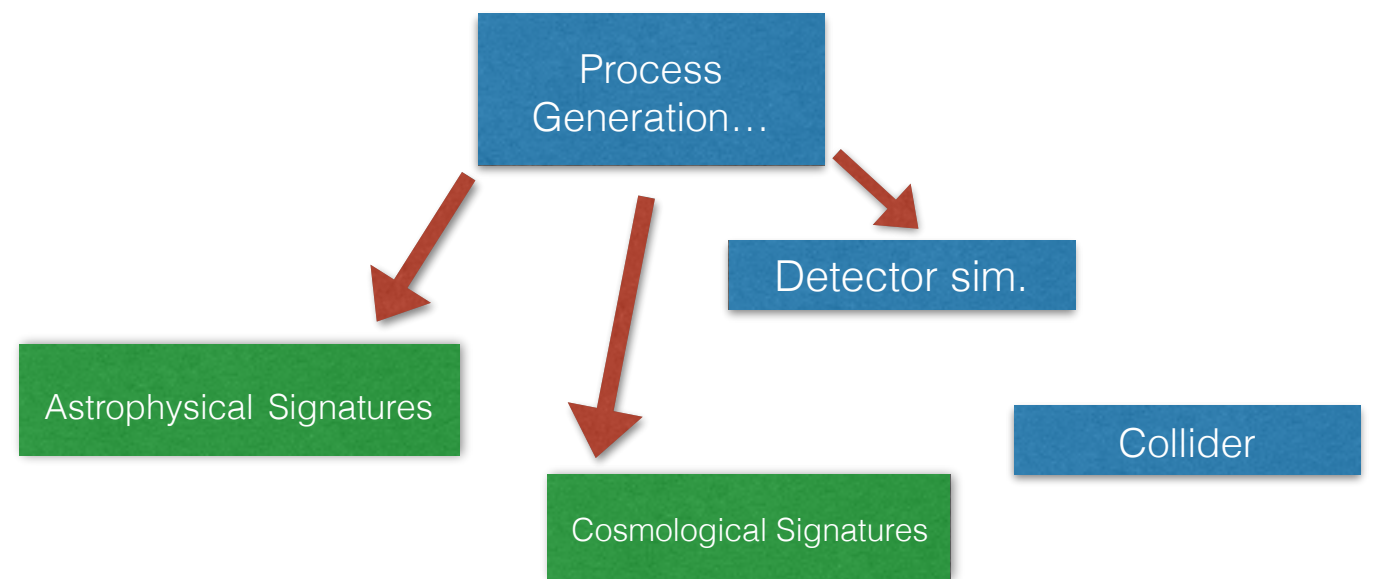 Process
Generation…
Detector sim.
Astrophysical Signatures
Collider
Cosmological Signatures